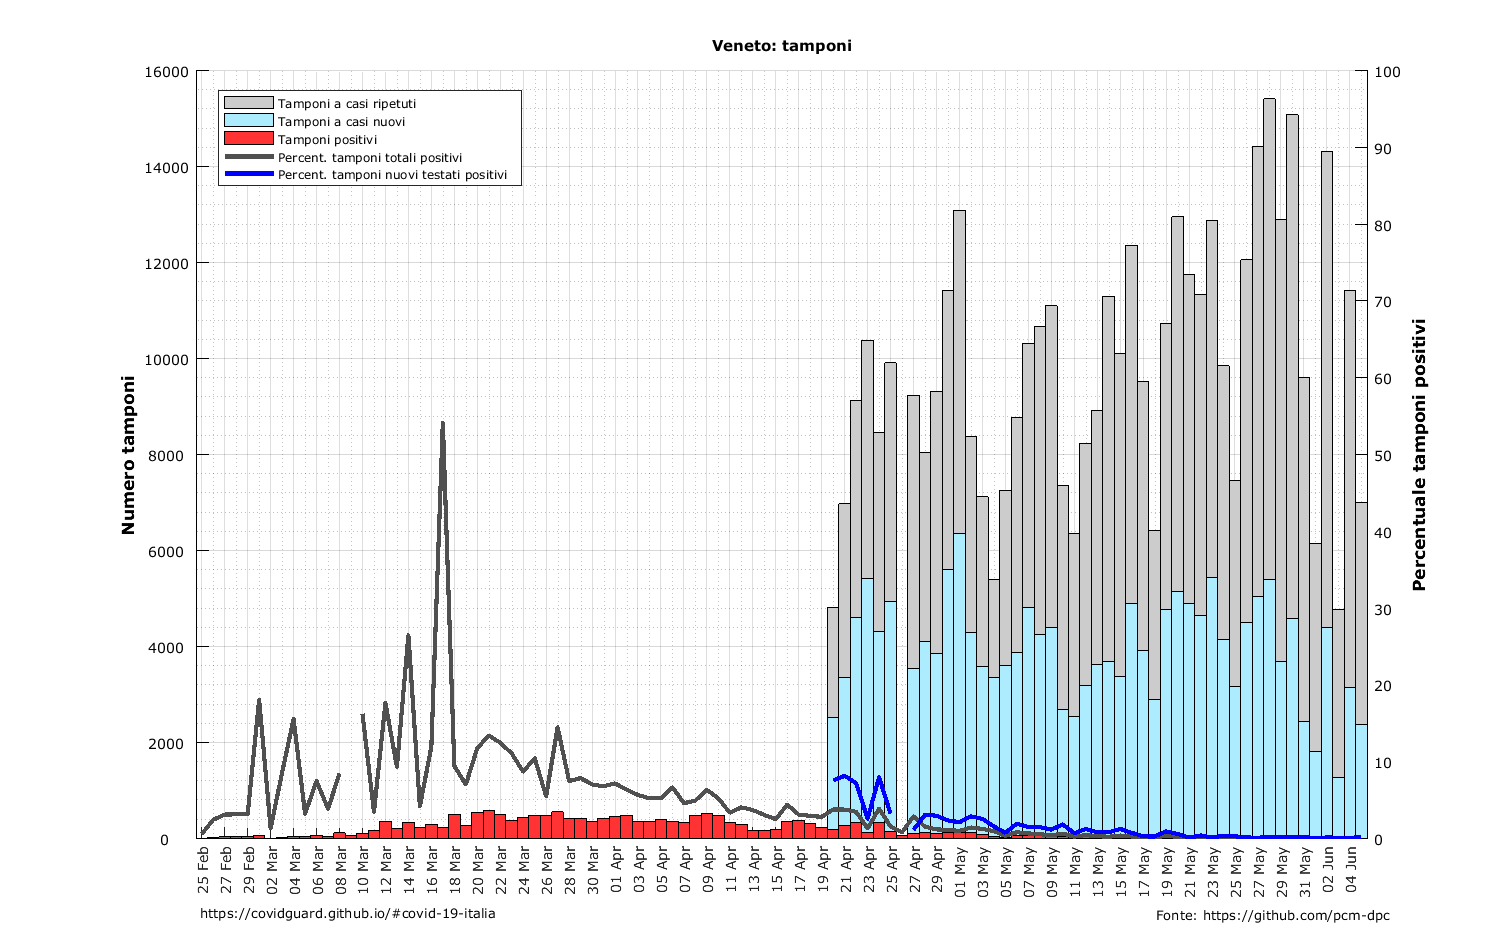 Veneto: tamponi
16000
14000
12000
10000
8000
6000
4000
2000
0
Numero tamponi
Tamponi a casi ripetuti
Tamponi a casi nuovi
Tamponi positivi
Percent. tamponi totali positivi
Percent. tamponi nuovi testati positivi
100
90
80
70
60
50
40
30
20
10
0
Percentuale tamponi positivi
25 Feb
27 Feb
29 Feb
02 Mar
04 Mar
06 Mar
08 Mar
10 Mar
12 Mar
14 Mar
16 Mar
18 Mar
20 Mar
22 Mar
24 Mar
26 Mar
28 Mar
30 Mar
01 Apr
03 Apr
05 Apr
07 Apr
09 Apr
11 Apr
13 Apr
15 Apr
17 Apr
19 Apr
21 Apr
23 Apr
25 Apr
27 Apr
29 Apr
01 May
03 May
05 May
07 May
09 May
11 May
13 May
15 May
17 May
19 May
21 May
23 May
25 May
27 May
29 May
31 May
02 Jun
04 Jun
https://covidguard.github.io/#covid-19-italia
Fonte: https://github.com/pcm-dpc